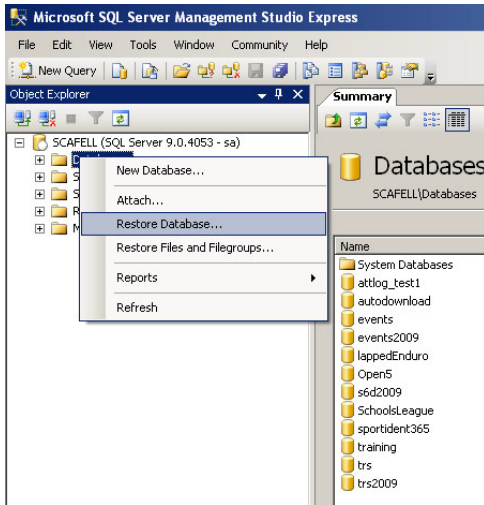 Microsoft SQL Server Management Studio Express
File Edit View Tools Window Community Help
New Query
Object Explorer
Summary
SCAFELL (SQL Server 9.0.4053 - sa)
New Database...
Attach...
Restore Database...
Restore Files and Filegroups...
Reports
Refresh
Databases
SCAFELL\Databases
Name
System Databases
attlog_test1
autodownload
events
events2009
lappedEnduro
Open5
s6d2009
SchoolsLeague
sportident365
training
trs
trs2009